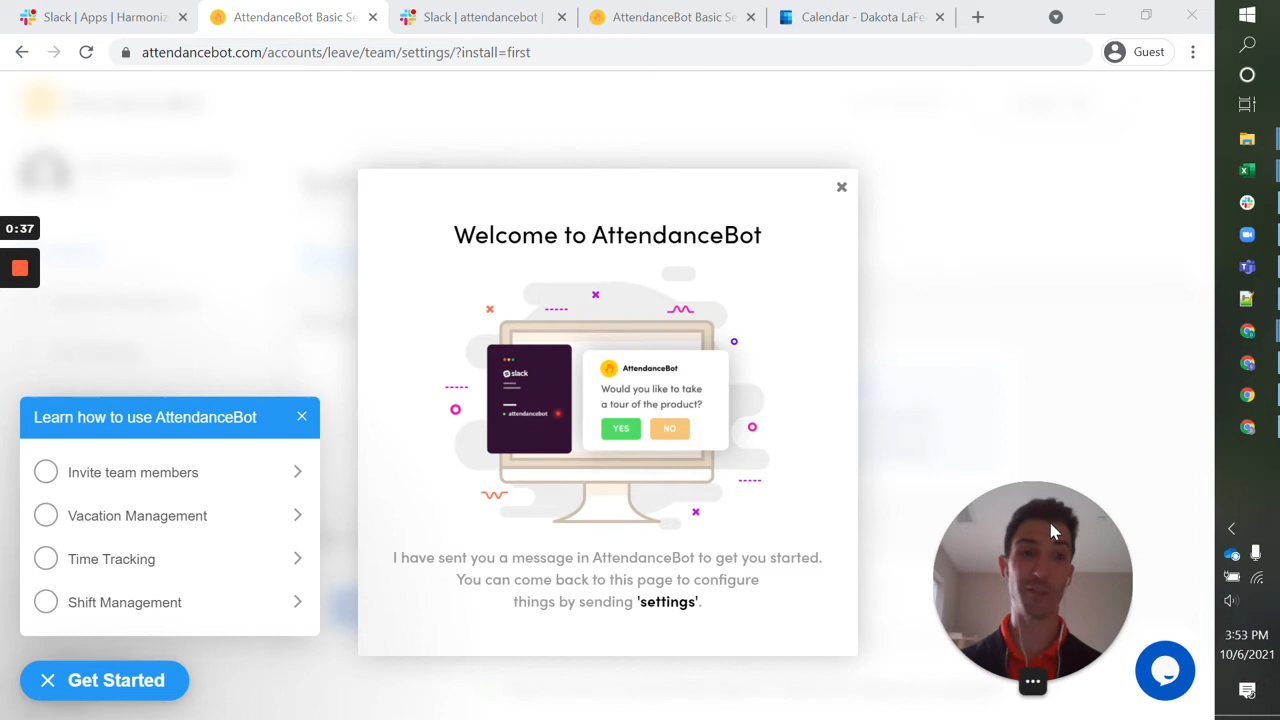 Slack | Apps | Harmoniz
AttendanceBot Basic Se
Slack | attendancebot
AttendanceBot Basic Se
Calendar - Dakota LaFe
attendancebot.com/accounts/leave/team/settings/?install=first
Guest
0:37
Welcome to AttendanceBot
slack
attendancebot
AttendanceBot
Would you like to take
a tour of the product?
YES
NO
I have sent you a message in AttendanceBot to get you started.
You can come back to this page to configure
things by sending 'settings'.
Learn how to use AttendanceBot
Invite team members
Vacation Management
Time Tracking
Shift Management
Get Started
3:53 PM
10/6/2021